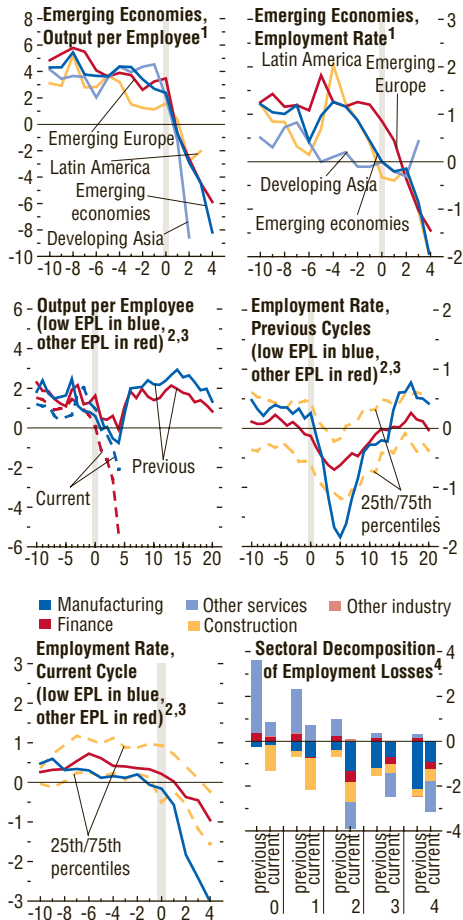 Emerging Economies,
Output per Employee1
8
6
4
2
0
-2
-4
-6
-8
-10
Emerging Europe
Latin America
Emerging
economies
Developing Asia
-10 -8 -6 -4 -2 0 2 4
Emerging Economies,
Employment Rate1
Latin America
Emerging
Europe
Developing Asia
Emerging economies
3
2
1
0
-1
-2
-10 -8 -6 -4 -2 0 2 4
Output per Employee
(low EPL in blue,
other EPL in red)2,3
6
4
2
0
-2
-4
-6
Previous
Current
-10 -5 0 5 10 15 20
Employment Rate,
Previous Cycles
(low EPL in blue,
other EPL in red)2,3
25th/75th
percentiles
2
1
0
-1
-2
-10 -5 0 5 10 15 20
Manufacturing
Other services
Other industry
Finance
Construction
Employment Rate,
Current Cycle
(low EPL in blue,
other EPL in red)2,3
3
2
1
0
-1
-2
-3
25th/75th
percentiles
-10 -8 -6 -4 -2 0 2 4
Sectoral Decomposition
of Employment Losses4
4
2
0
-2
-4
-6
previous
current
previous
current
previous
current
previous
current
previous
current
0 1 2 3 4